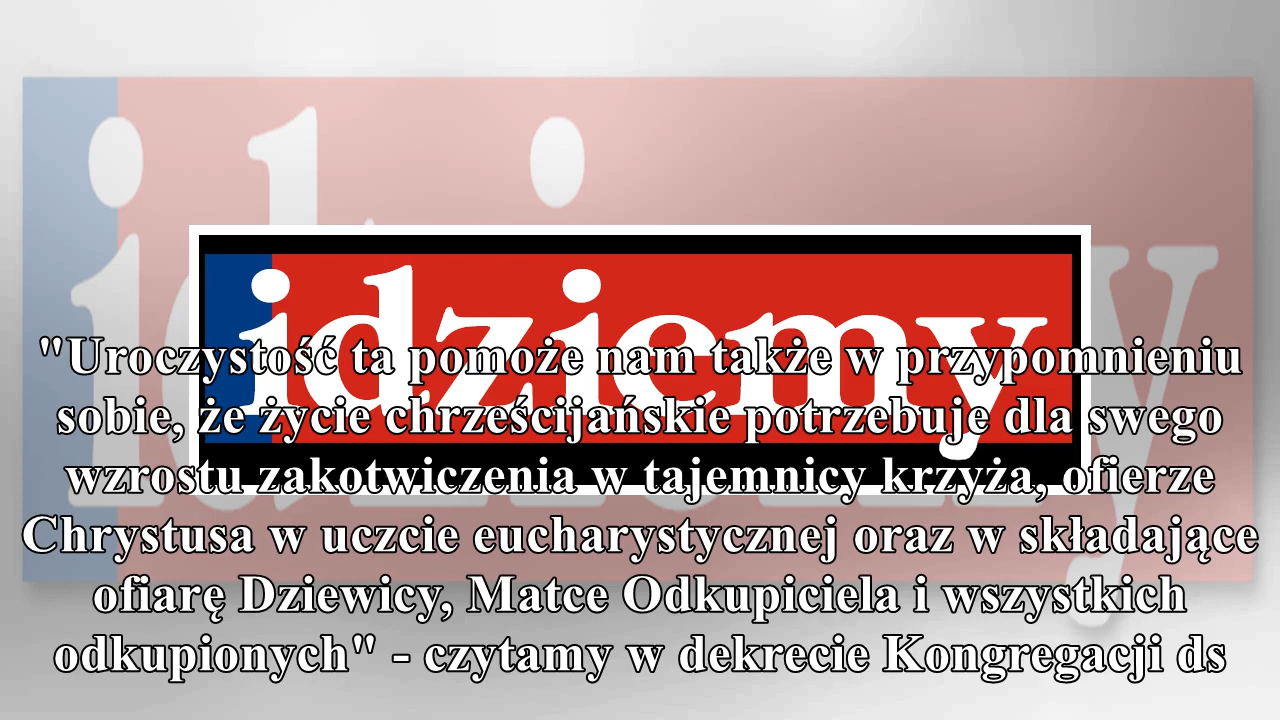 idziemy
"Uroczystość ta pomoże nam także w przypomnieniu
sobie, że życie chrześcijańskie potrzebuje dla swego
wzrostu zakotwiczenia w tajemnicy krzyża, ofierze
Chrystusa w uczcie eucharystycznej oraz w składające
ofiarę Dziewicy, Matce Odkupiciela i wszystkich
odkupionych" - czytamy w dekrecie Kongregacji ds